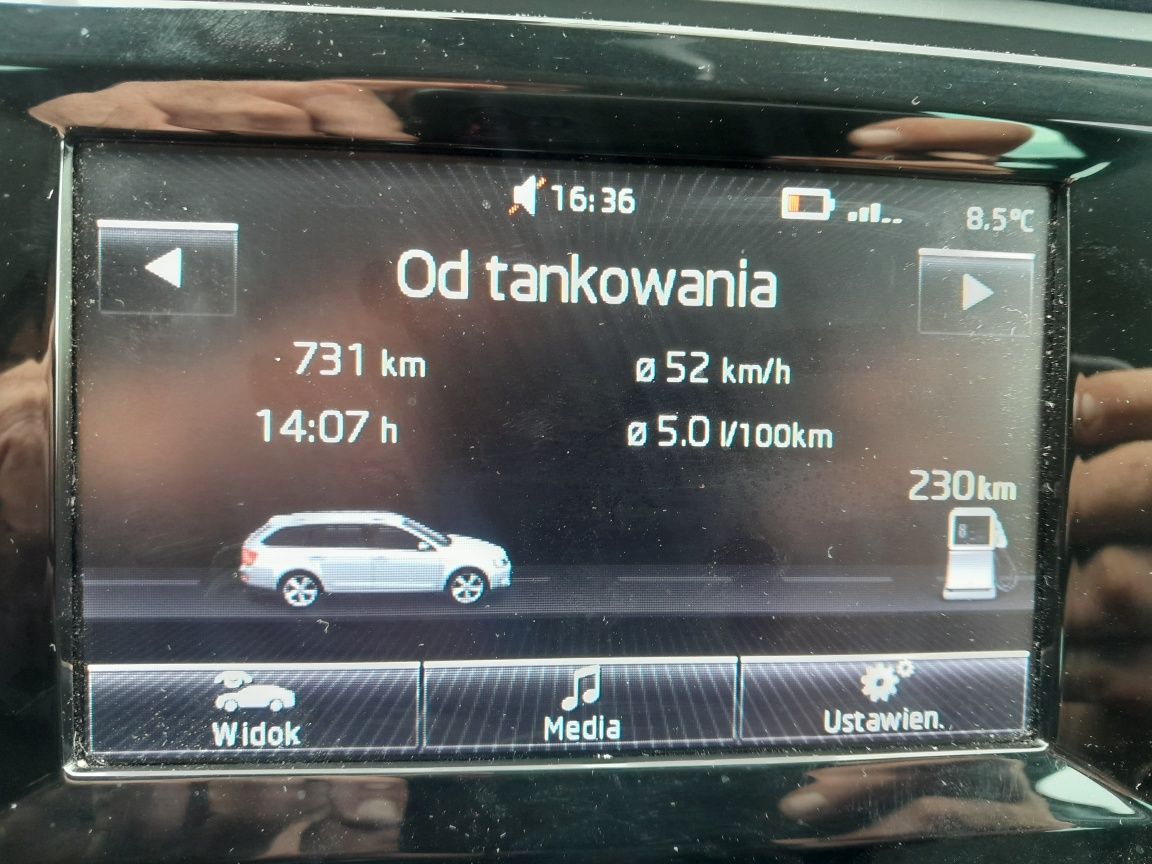 16:36
8.5°C
Od tankowania
731 km
ø 52 km/h
14:07 h
ø 5.0 l/100km
230km
Widok
Media
Ustawien.